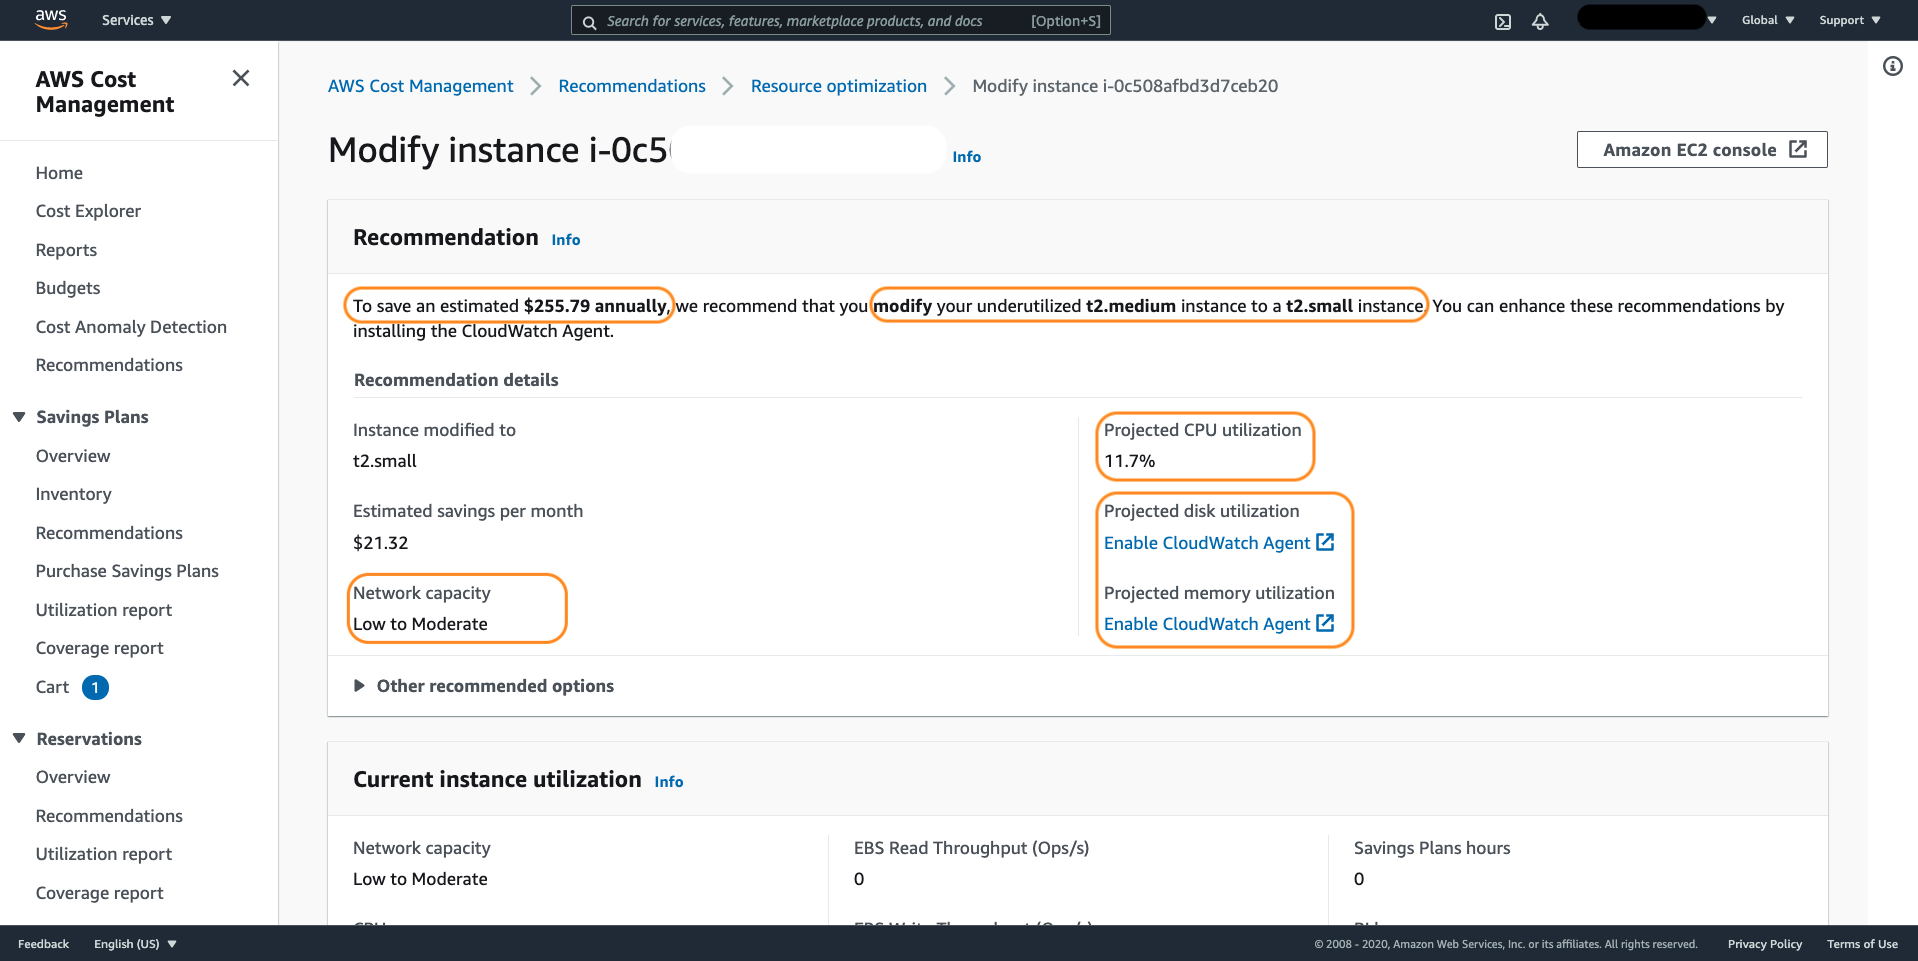 aws
Services
Search for services, features, marketplace products, and docs
[Option+S]
Global
Support
AWS Cost
Management
Home
Cost Explorer
Reports
Budgets
Cost Anomaly Detection
Recommendations
Savings Plans
Overview
Inventory
Recommendations
Purchase Savings Plans
Utilization report
Coverage report
Cart 1
Reservations
Overview
Recommendations
Utilization report
Coverage report
AWS Cost Management
Recommendations
Resource optimization
Modify instance i-0c508afbd3d7ceb20
Modify instance i-0c5
Info
Amazon EC2 console
Recommendation Info
To save an estimated $255.79 annually, we recommend that you modify your underutilized t2.medium instance to a t2.small instance. You can enhance these recommendations by
installing the CloudWatch Agent.
Recommendation details
Instance modified to
t2.small
Estimated savings per month
$21.32
Network capacity
Low to Moderate
Projected CPU utilization
11.7%
Projected disk utilization
Enable CloudWatch Agent
Projected memory utilization
Enable CloudWatch Agent
Other recommended options
Current instance utilization Info
Network capacity
Low to Moderate
EBS Read Throughput (Ops/s)
0
Savings Plans hours
0
Feedback
English (US)
© 2008 - 2020, Amazon Web Services, Inc. or its affiliates. All rights reserved.
Privacy Policy
Terms of Use